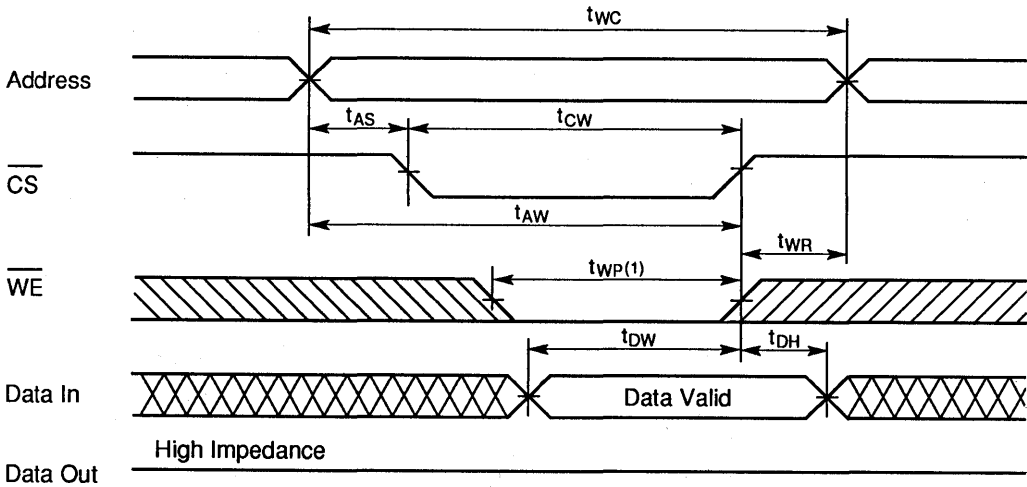 tWC
Address
tAS
tCW
CS
tAW
tWR
WE
tWP(1)
tDW
tDH
Data In
Data Valid
High Impedance
Data Out